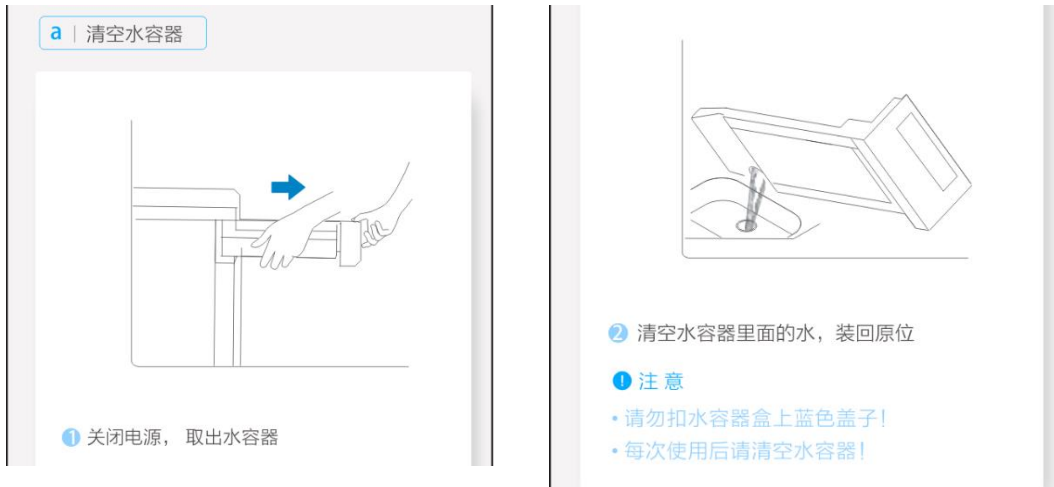 a | 清空水容器
1 关闭电源， 取出水容器
2 清空水容器里面的水，装回原位
! 注 意
• 请勿扣水容器盒上蓝色盖子！
• 每次使用后请清空水容器！